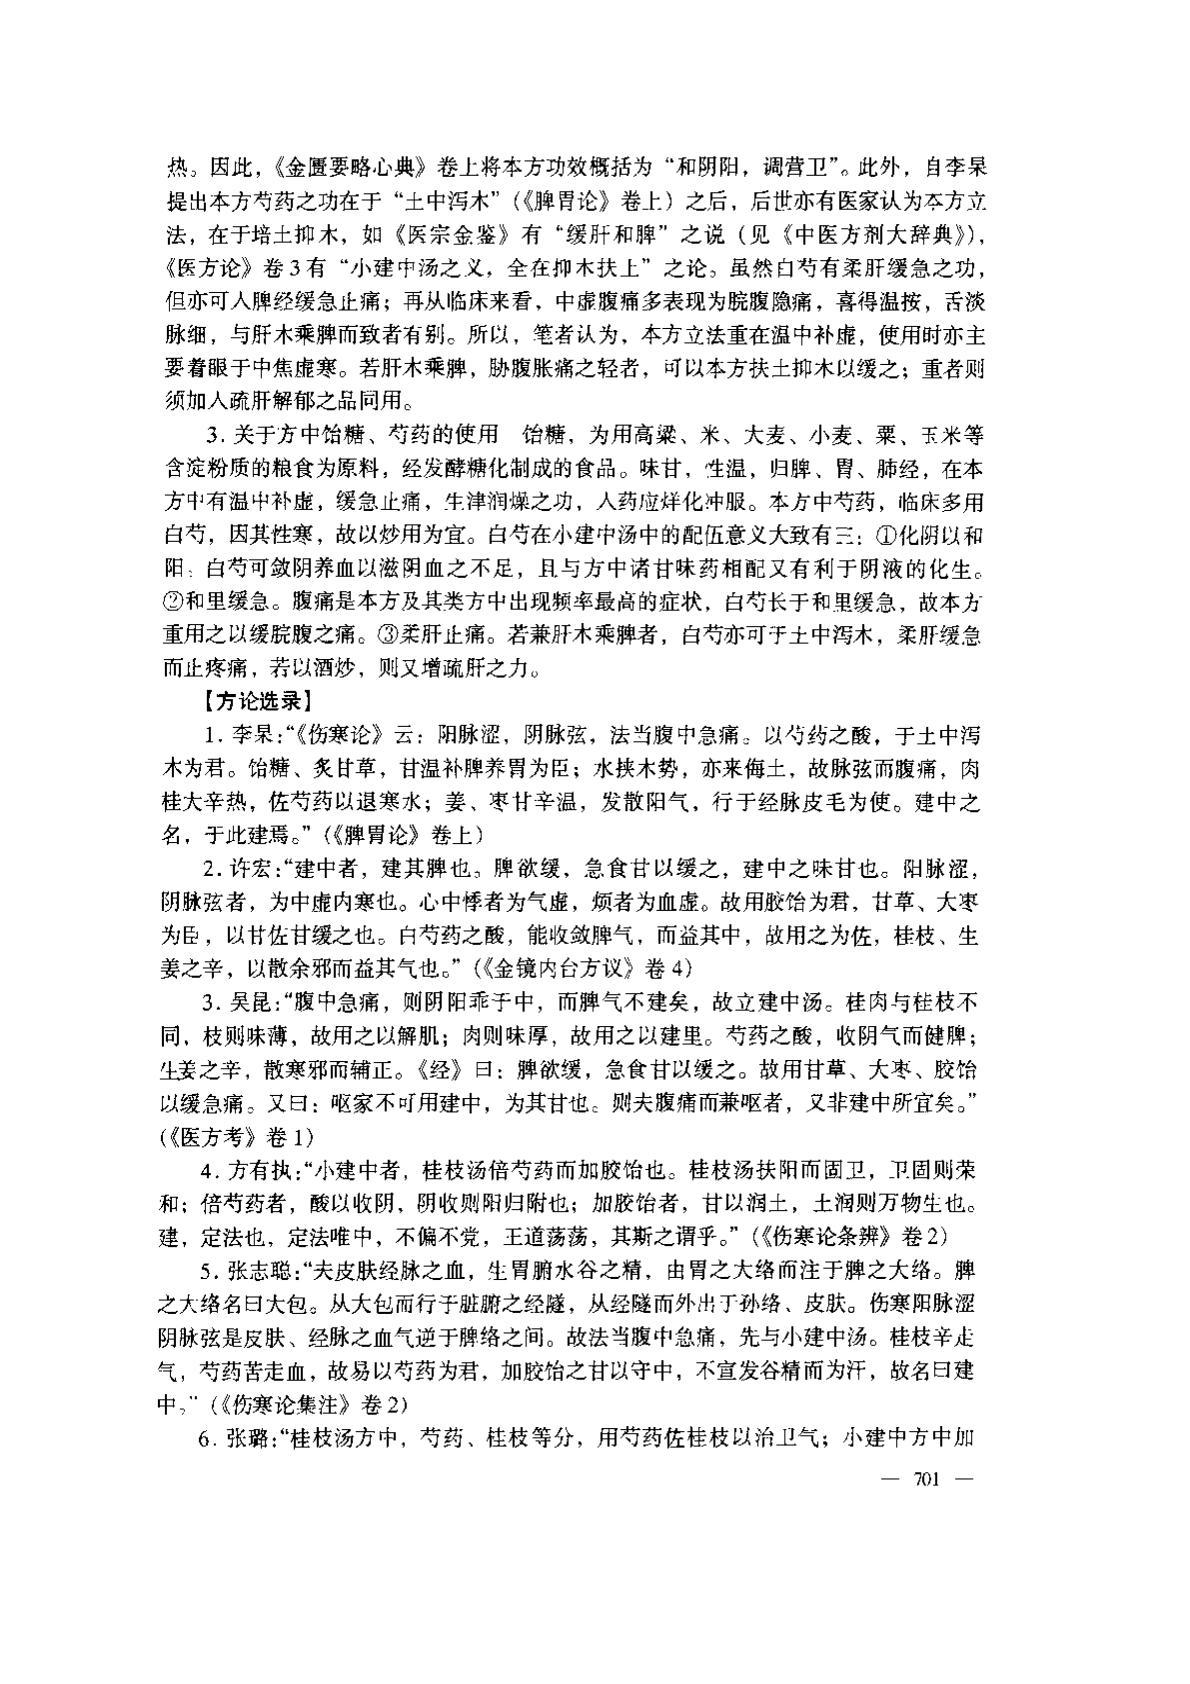 热。因此，《金匮要略心典》卷上将本方功效概括为“和阴阳，调营卫”。此外，自李杲
提出本方芍药之功在于“土中泻木”（《脾胃论》卷上）之后，后世亦有医家认为本方立
法，在于培土抑木，如《医宗金鉴》有“缓肝和脾”之说（见《中医方剂大辞典》），
《医方论》卷3有“小建中汤之义，全在抑木扶土”之论。虽然白芍有柔肝缓急之功，
但亦可入脾经缓急止痛；再从临床来看，中虚腹痛多表现为脘腹隐痛，喜得温按，舌淡
脉细，与肝木乘脾而致者有别。所以，笔者认为，本方立法重在温中补虚，使用时亦主
要着眼于中焦虚寒。若肝木乘脾，胁腹胀痛之轻者，可以本方扶土抑木以缓之；重者则
须加入疏肝解郁之品同用。
3. 关于方中饴糖、芍药的使用　饴糖，为用高粱、米、大麦、小麦、粟、玉米等
含淀粉质的粮食为原料，经发酵糖化制成的食品。味甘，性温，归脾、胃、肺经，在本
方中有温中补虚，缓急止痛，生津润燥之功，入药应烊化冲服。本方中芍药，临床多用
白芍，因其性寒，故以炒用为宜。白芍在小建中汤中的配伍意义大致有三：①化阴以和
阳：白芍可敛阴养血以滋阴血之不足，且与方中诸甘味药相配又有利于阴液的化生。
②和里缓急。腹痛是本方及其类方中出现频率最高的症状，白芍长于和里缓急，故本方
重用之以缓脘腹之痛。③柔肝止痛。若兼肝木乘脾者，白芍亦可于土中泻木，柔肝缓急
而止疼痛，若以酒炒，则又增疏肝之力。
【方论选录】
1. 李杲：“《伤寒论》云：阳脉涩，阴脉弦，法当腹中急痛。以芍药之酸，于土中泻
木为君。饴糖、炙甘草，甘温补脾养胃为臣；水挟木势，亦来侮土，故脉弦而腹痛，肉
桂大辛热，佐芍药以退寒水；姜、枣甘辛温，发散阳气，行于经脉皮毛为使。建中之
名，于此建焉。”（《脾胃论》卷上）
2. 许宏：“建中者，建其脾也。脾欲缓，急食甘以缓之，建中之味甘也。阳脉涩，
阴脉弦者，为中虚内寒也。心中悸者为气虚，烦者为血虚。故用胶饴为君，甘草、大枣
为臣，以甘佐甘缓之也。白芍药之酸，能收敛脾气，而益其中，故用之为佐，桂枝、生
姜之辛，以散余邪而益其气也。”（《金镜内台方议》卷4）
3. 吴昆：“腹中急痛，则阴阳乖于中，而脾气不建矣，故立建中汤。桂肉与桂枝不
同，枝则味薄，故用之以解肌；肉则味厚，故用之以建里。芍药之酸，收阴气而健脾；
生姜之辛，散寒邪而辅正。《经》曰：脾欲缓，急食甘以缓之。故用甘草、大枣、胶饴
以缓急痛。又曰：呕家不可用建中，为其甘也。则夫腹痛而兼呕者，又非建中所宜矣。”
（《医方考》卷1）
4. 方有执：“小建中者，桂枝汤倍芍药而加胶饴也。桂枝汤扶阳而固卫，卫固则荣
和；倍芍药者，酸以收阴，阴收则阳归附也；加胶饴者，甘以润土，土润则万物生也。
建，定法也，定法唯中，不偏不党，王道荡荡，其斯之谓乎。”（《伤寒论条辨》卷2）
5. 张志聪：“夫皮肤经脉之血，生胃腑水谷之精，由胃之大络而注于脾之大络。脾
之大络名曰大包。从大包而行于脏腑之经隧，从经隧而外出于孙络、皮肤。伤寒阳脉涩
阴脉弦是皮肤、经脉之血气逆于脾络之间。故法当腹中急痛，先与小建中汤。桂枝辛走
气，芍药苦走血，故易以芍药为君，加胶饴之甘以守中，不宣发谷精而为汗，故名曰建
中。”（《伤寒论集注》卷2）
6. 张璐：“桂枝汤方中，芍药、桂枝等分，用芍药佐桂枝以治卫气；小建中方中加
— 701 —